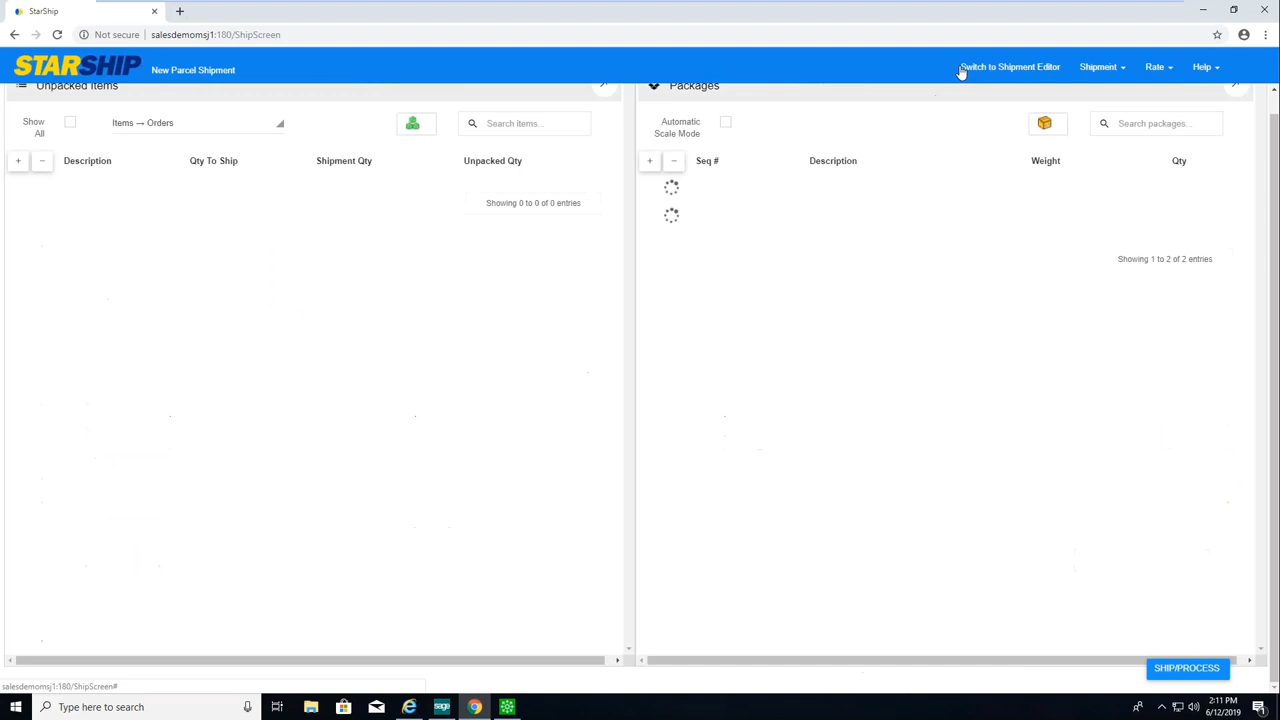 StarShip
Not secure | salesdemomsj1:180/ShipScreen
STARSHIP New Parcel Shipment Switch to Shipment Editor Shipment Rate Help
Unpacked Items Packages
Show All Items → Orders Search Items... Automatic Scale Mode Search packages...
+ - Description Qty To Ship Shipment Qty Unpacked Qty + - Seq # Description Weight Qty
Showing 0 to 0 of 0 entries
Showing 1 to 2 of 2 entries
SHIP/PROCESS
salesdemomsj1:180/ShipScreen#
Type here to search sage 2:11 PM
6/12/2019